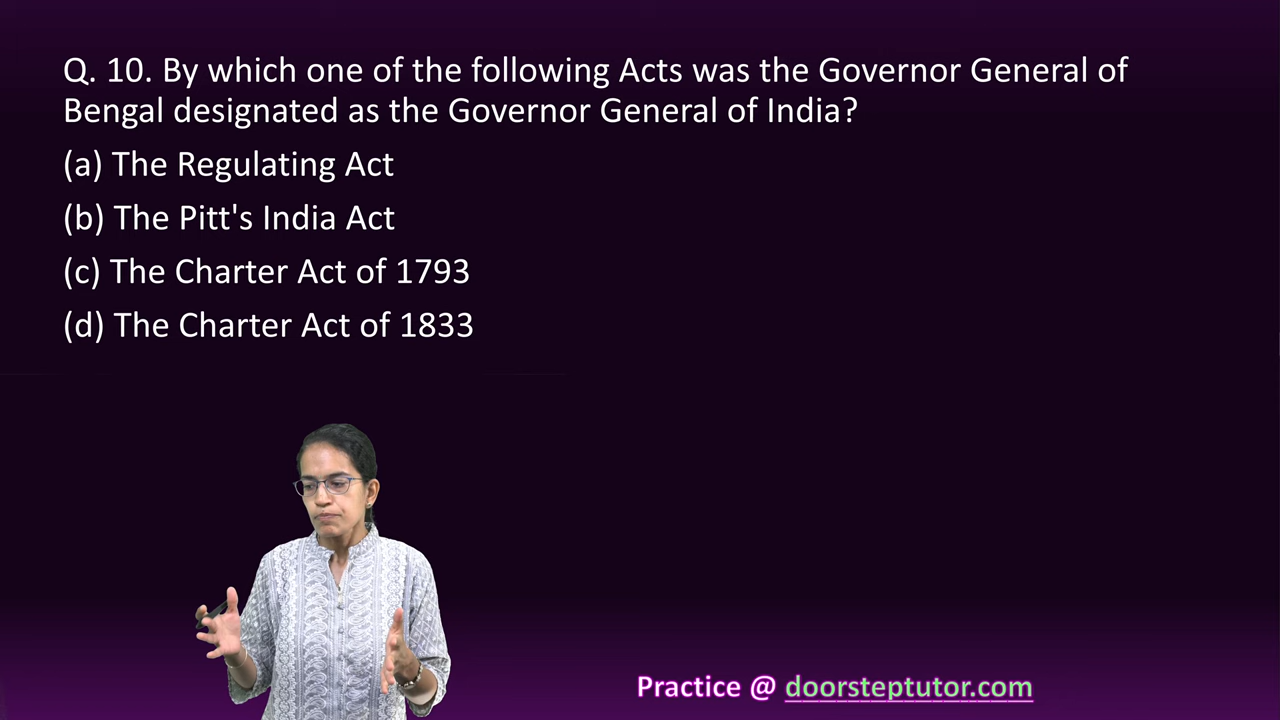 Q. 10. By which one of the following Acts was the Governor General of
Bengal designated as the Governor General of India?
(a) The Regulating Act
(b) The Pitt's India Act
(c) The Charter Act of 1793
(d) The Charter Act of 1833
Practice @ doorsteptutor.com